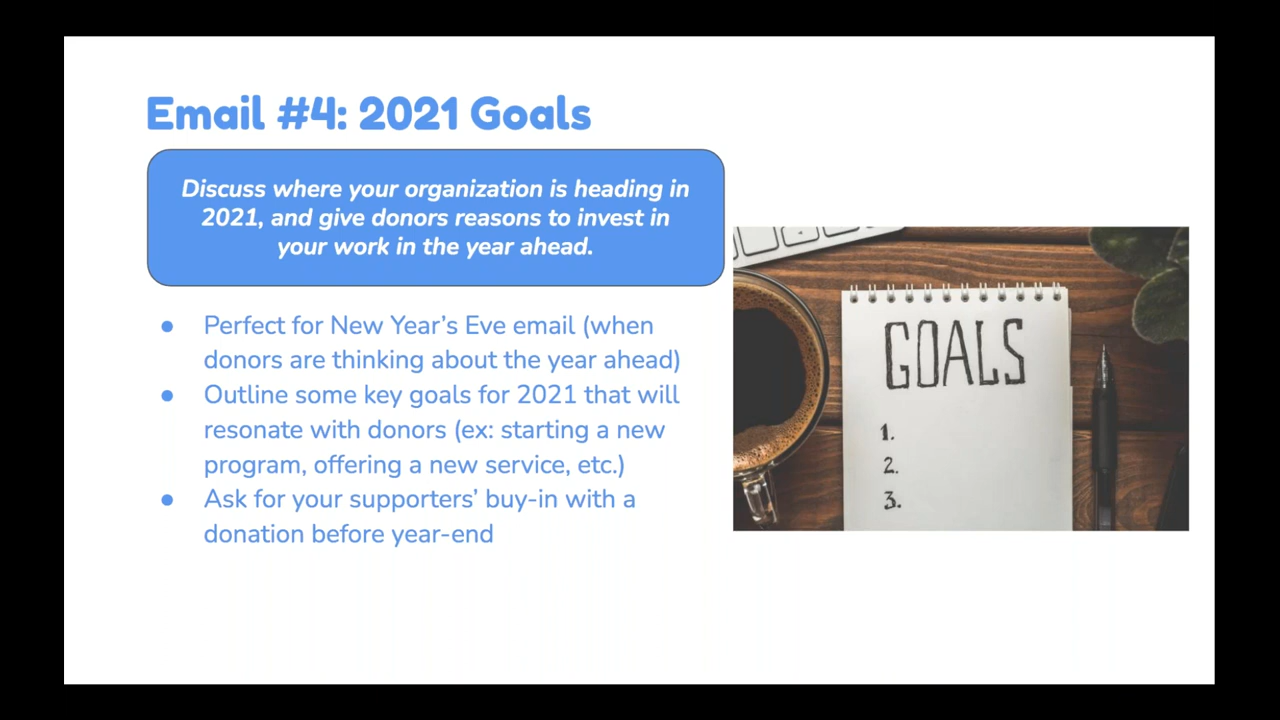 Email #4: 2021 Goals
Discuss where your organization is heading in
2021, and give donors reasons to invest in
your work in the year ahead.
● Perfect for New Year’s Eve email (when
donors are thinking about the year ahead)
● Outline some key goals for 2021 that will
resonate with donors (ex: starting a new
program, offering a new service, etc.)
● Ask for your supporters’ buy-in with a
donation before year-end
GOALS
1.
2.
3.